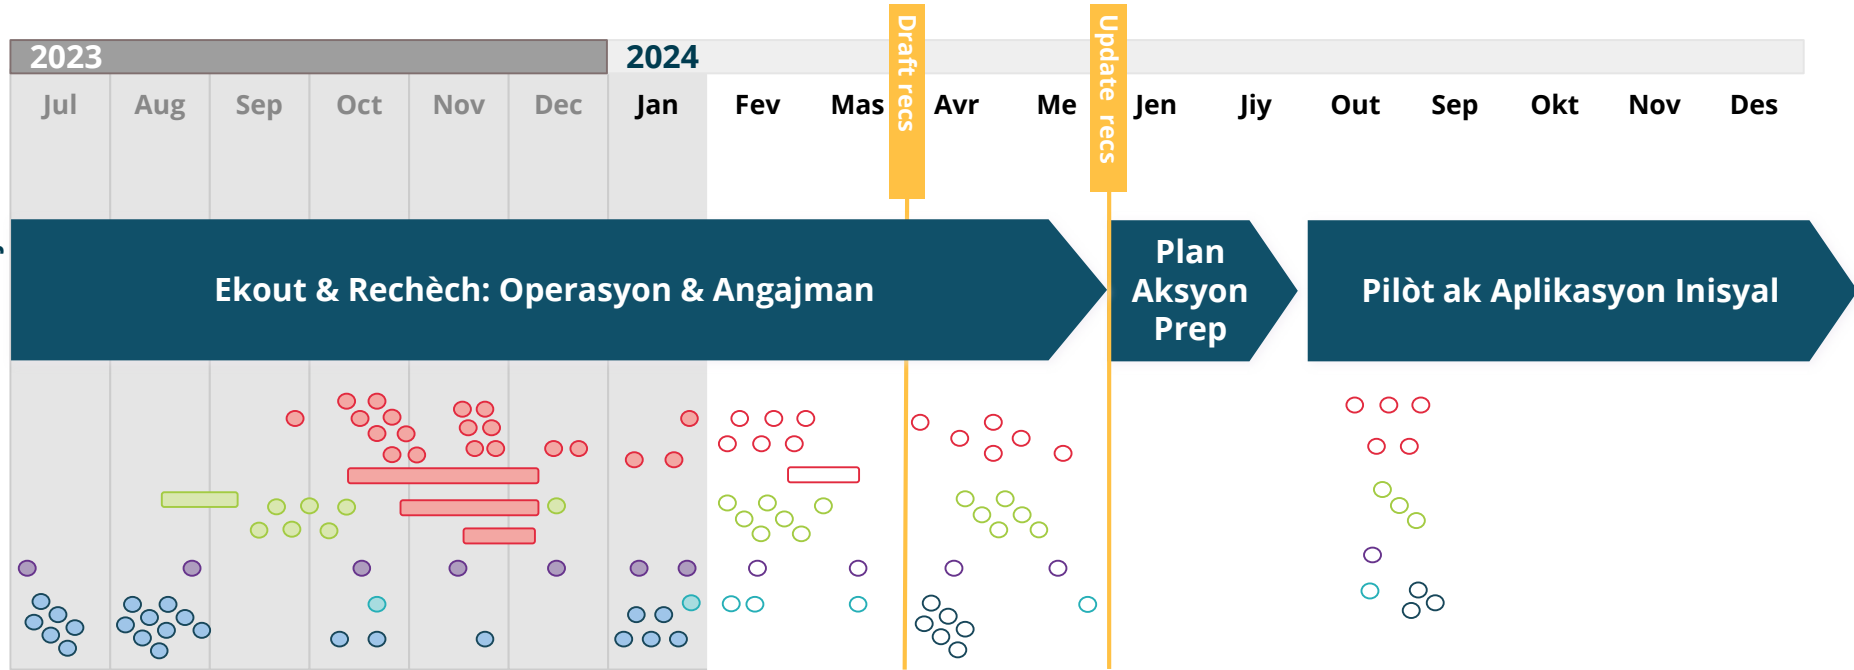 2023
2024
Jul Aug Sep Oct Nov Dec Jan Fev Mas Avr Me Jen Jiy Out Sep Okt Nov Des
Draft recs
Update recs
Ekout & Rechèch: Operasyon & Angajman
Plan
Aksyon
Prep
Pilòt ak Aplikasyon Inisyal